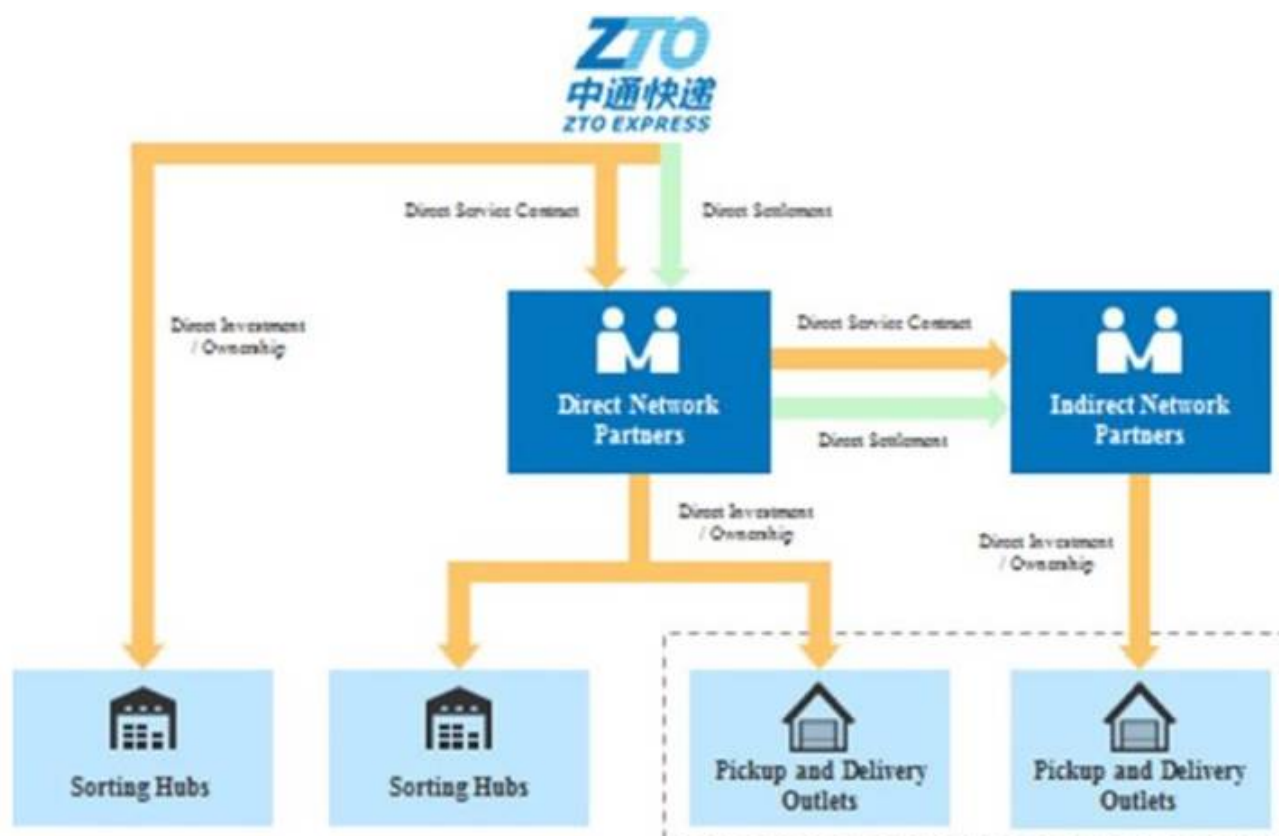 ZTO
中通快递
ZTO EXPRESS
Direct Service Contract
Direct Settlement
Direct Investment
/ Ownership
Direct Network
Partners
Direct Service Contract
Direct Settlement
Indirect Network
Partners
Direct Investment
/ Ownership
Direct Investment
/ Ownership
Sorting Hubs
Sorting Hubs
Pickup and Delivery
Outlets
Pickup and Delivery
Outlets